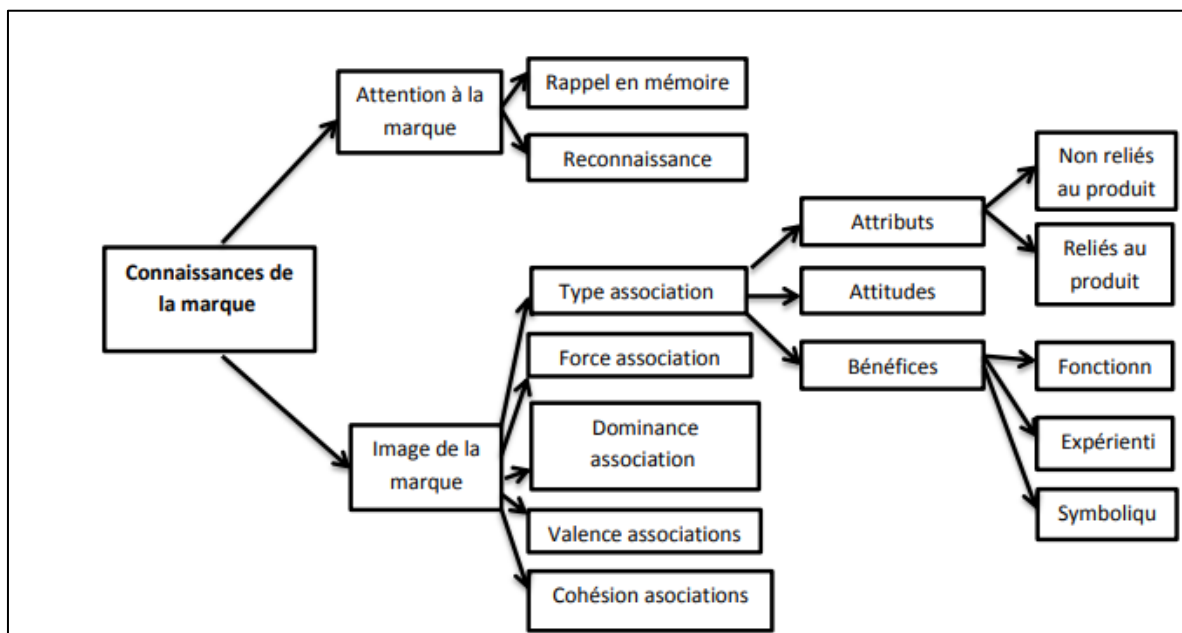 Attention à la
marque
Rappel en mémoire
Reconnaissance
Connaissances de
la marque
Type association
Attributs
Non reliés
au produit
Reliés au
produit
Attitudes
Force association
Bénéfices
Fonctionn
Image de la
marque
Dominance
association
Expérienti
Symboliqu
Valence associations
Cohésion asociations